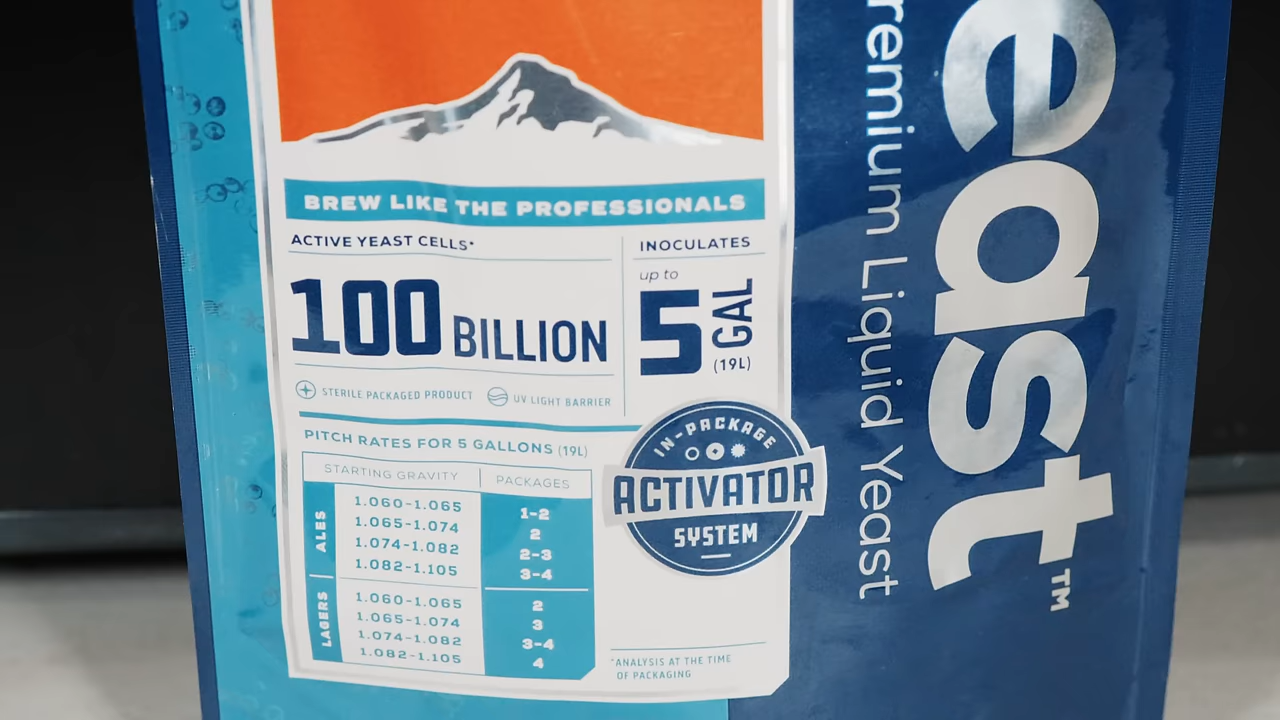 BREW LIKE THE PROFESSIONALS
ACTIVE YEAST CELLS*
100 BILLION
INOCULATES
up to
5 GAL
(19L)
STERILE PACKAGED PRODUCT
UV LIGHT BARRIER
PITCH RATES FOR 5 GALLONS (19L)
STARTING GRAVITY PACKAGES
ALES
1.060-1.065 1-2
1.065-1.074 2
1.074-1.082 2-3
1.082-1.105 3-4
LAGERS
1.060-1.065 2
1.065-1.074 3
1.074-1.082 3-4
1.082-1.105 4
IN-PACKAGE
ACTIVATOR
SYSTEM
*ANALYSIS AT THE TIME
OF PACKAGING
east™
remium Liquid Yeast